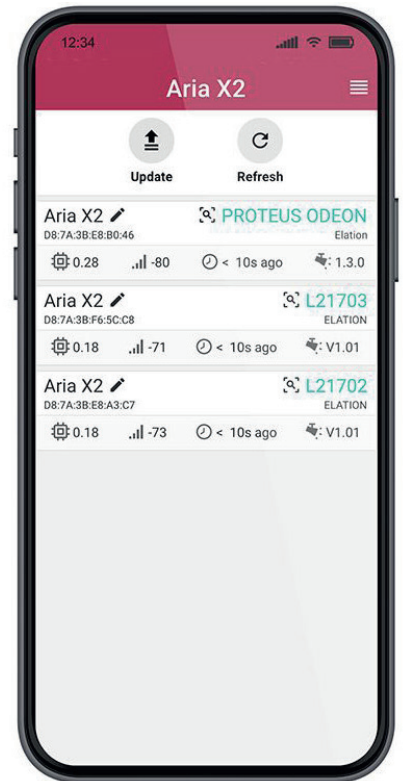 12:34
Aria X2
Update Refresh
Aria X2 PROTEUS ODEON
D8:7A:3B:E8:B0:46 Elation
0.28 -80 < 10s ago : 1.3.0
Aria X2 L21703
D8:7A:3B:F6:5C:C8 ELATION
0.18 -71 < 10s ago : V1.01
Aria X2 L21702
D8:7A:3B:E8:A3:C7 ELATION
0.18 -73 < 10s ago : V1.01